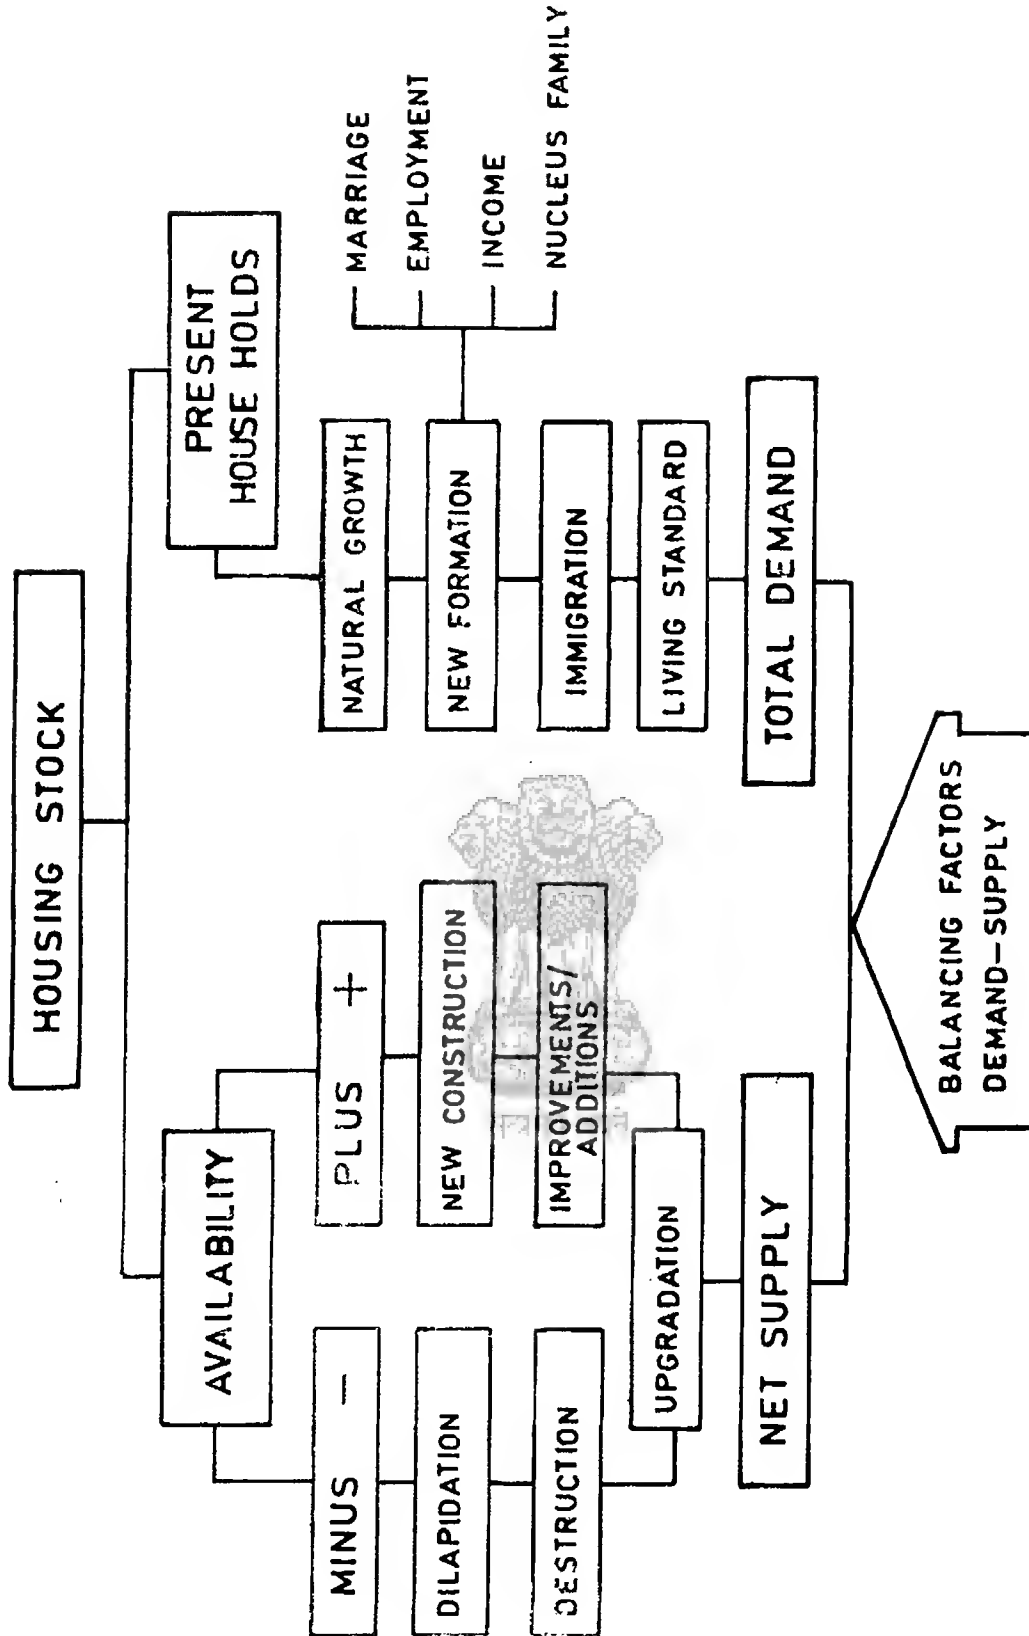 HOUSING STOCK
AVAILABILITY
PRESENT
HOUSE HOLDS
MINUS -
PLUS +
NATURAL GROWTH
MARRIAGE
EMPLOYMENT
INCOME
NUCLEUS FAMILY
DILAPIDATION
NEW CONSTRUCTION
NEW FORMATION
DESTRUCTION
IMPROVEMENTS/
ADDITIONS
IMMIGRATION
UPGRADATION
LIVING STANDARD
NET SUPPLY
TOTAL DEMAND
BALANCING FACTORS
DEMAND-SUPPLY